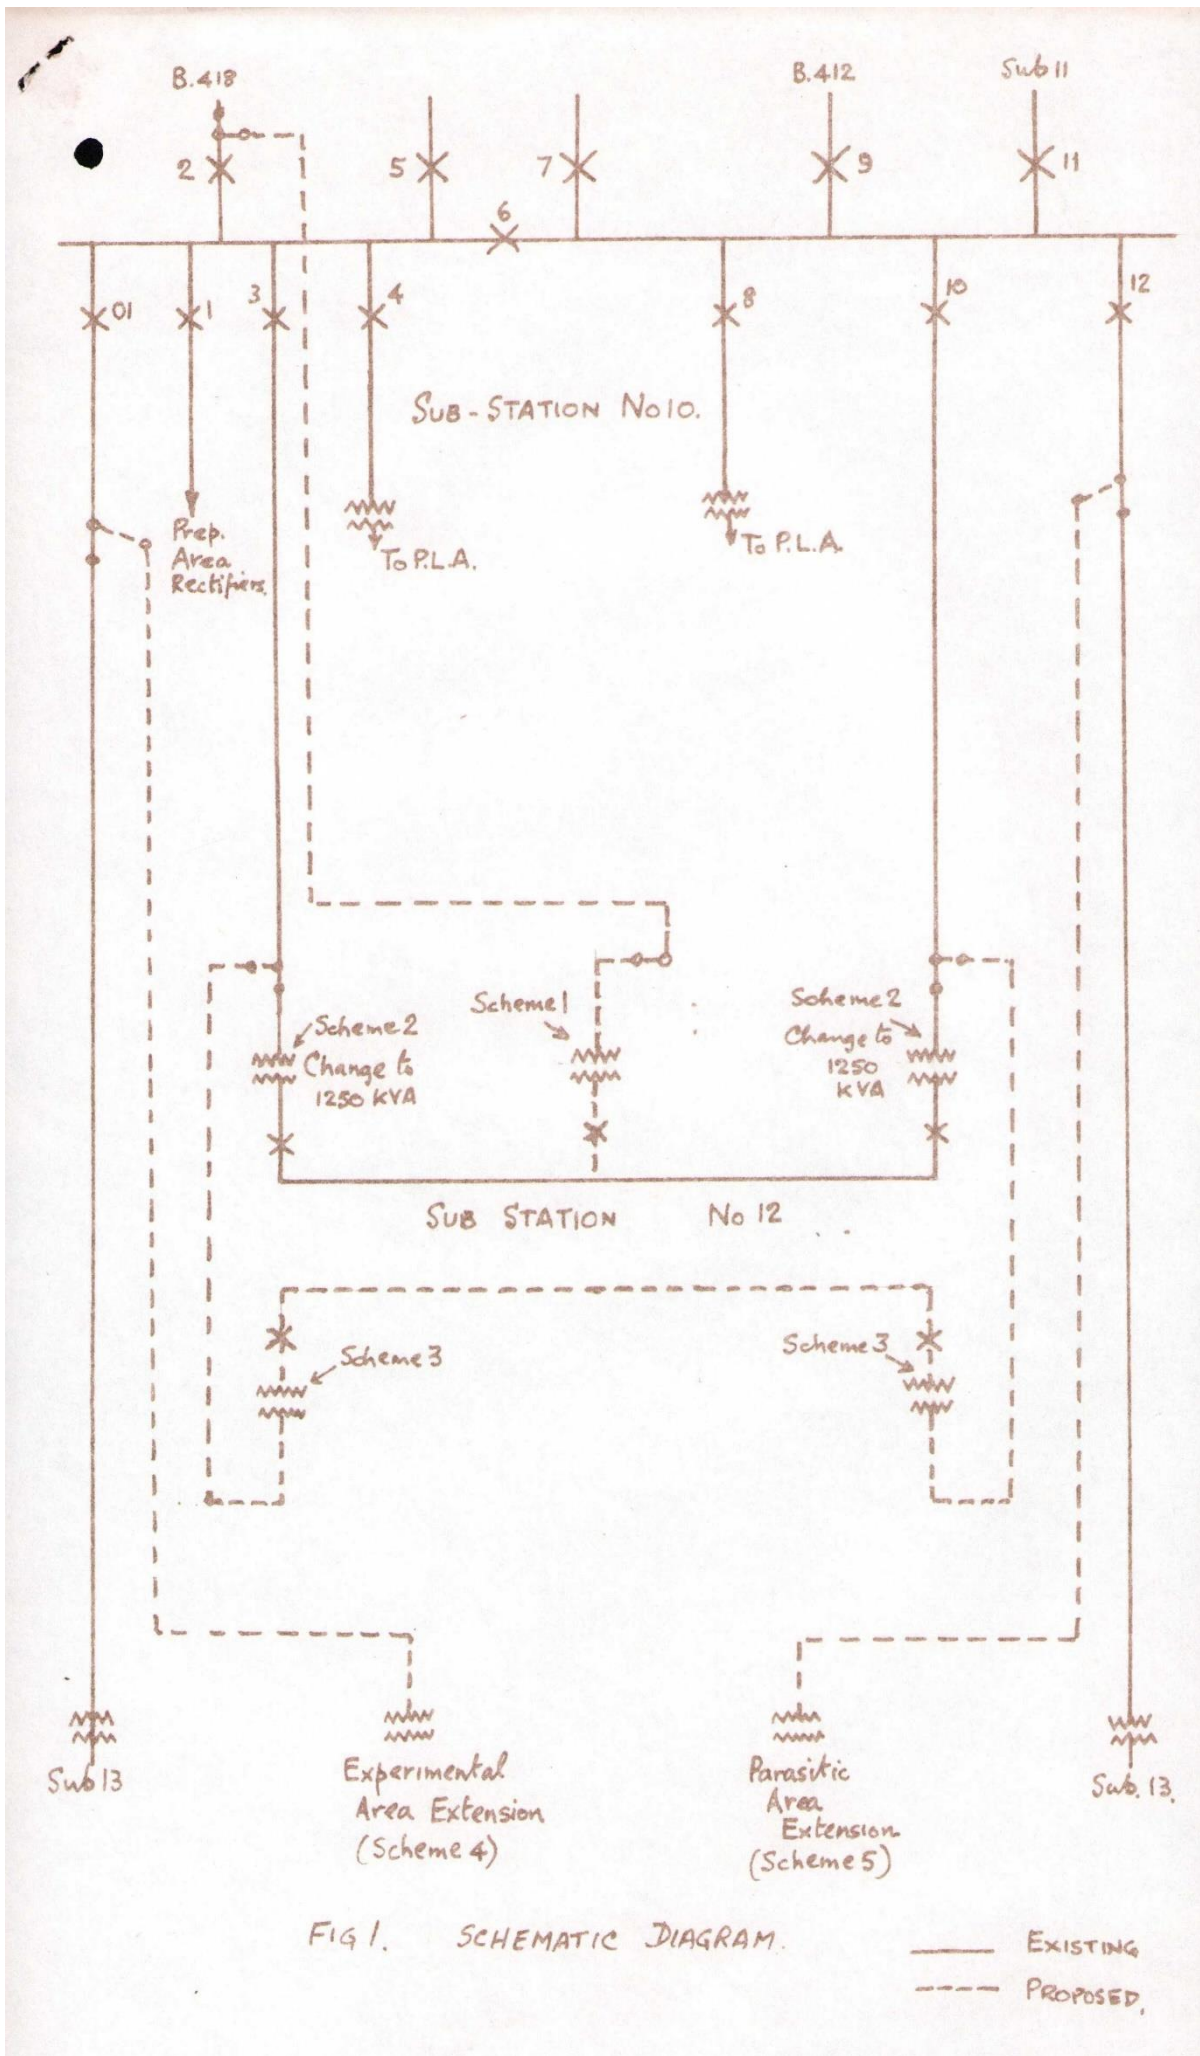 B.418
B.412
Sub 11
2
5
7
9
11
6
01
1
3
4
8
10
12
SUB-STATION No 10.
Prep.
Area
Rectifiers.
To P.L.A.
To P.L.A.
Scheme 1
Scheme 2
Change to
1250 KVA
Scheme 2
Change to
1250
KVA
SUB STATION No 12
Scheme 3
Scheme 3
Sub 13
Experimental
Area Extension
(Scheme 4)
Parasitic
Area
Extension
(Scheme 5)
Sub. 13.
FIG 1. SCHEMATIC DIAGRAM.
EXISTING
PROPOSED.